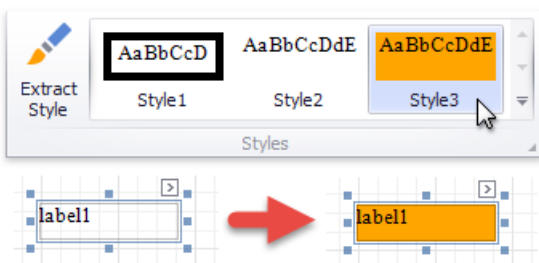 AaBbCcD
AaBbCcDdE
AaBbCcDdE
Extract
Style
Style1
Style2
Style3
Styles
label1
label1